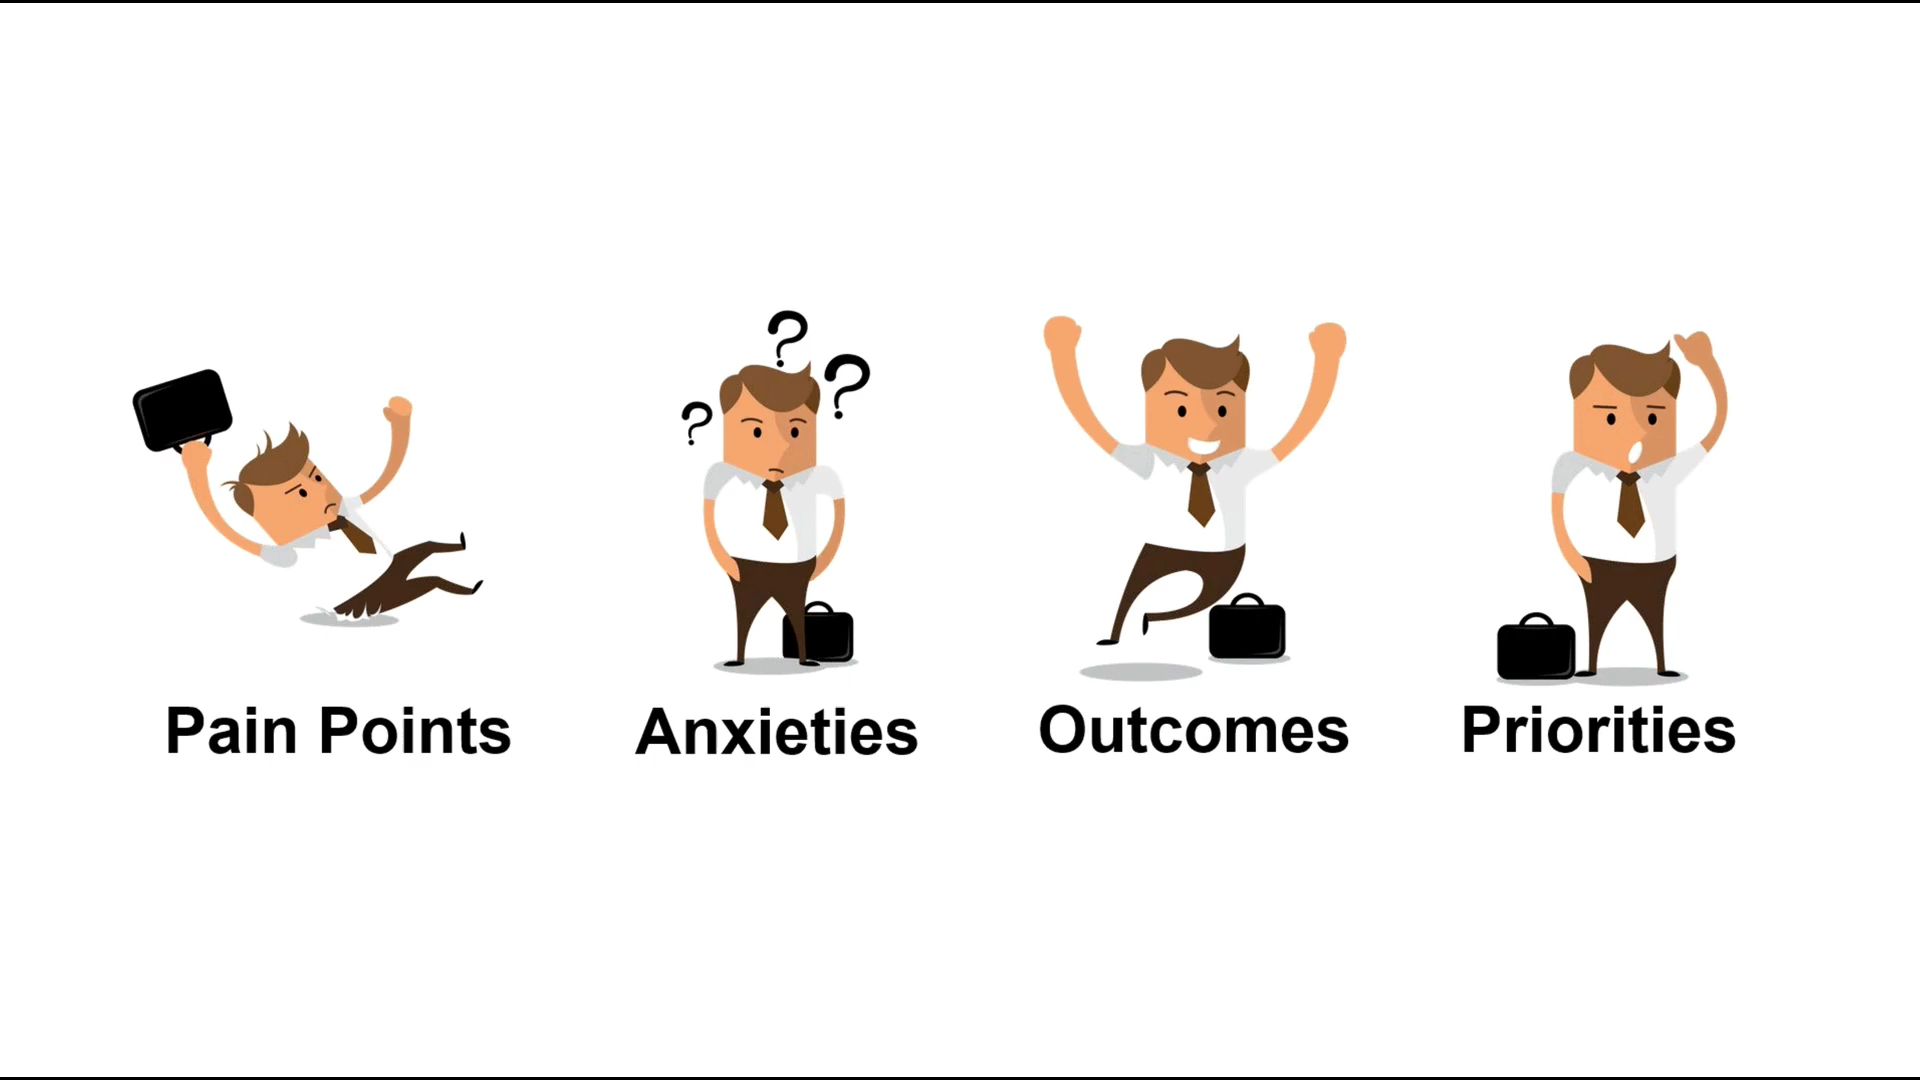 ? ? ?
Pain Points
Anxieties
Outcomes
Priorities